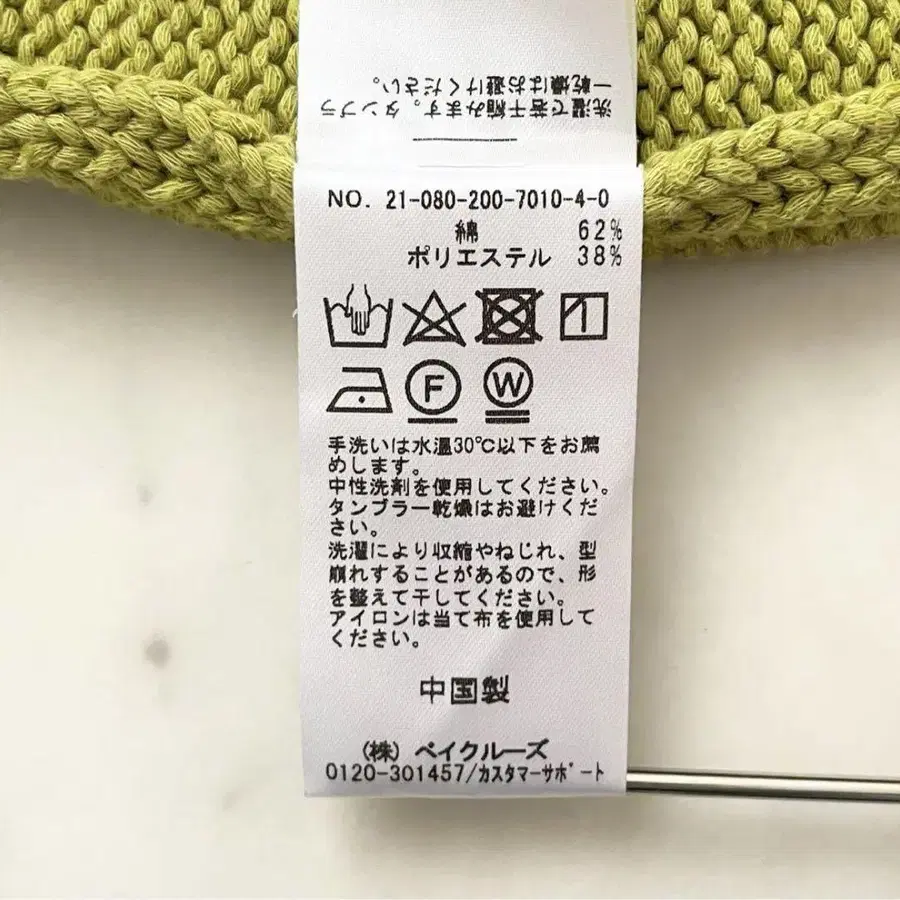 洗濯で若干縮みます。タンブラ
ー乾燥はお避けください。
NO. 21-080-200-7010-4-0
綿 62%
ポリエステル 38%
F W
手洗いは水温30℃以下をお薦
めします。
中性洗剤を使用してください。
タンブラー乾燥はお避けくだ
さい。
洗濯により収縮やねじれ、型
崩れすることがあるので、形
を整えて干してください。
アイロンは当て布を使用して
ください。
中国製
(株) ベイクルーズ
0120-301457/カスタマーサポート